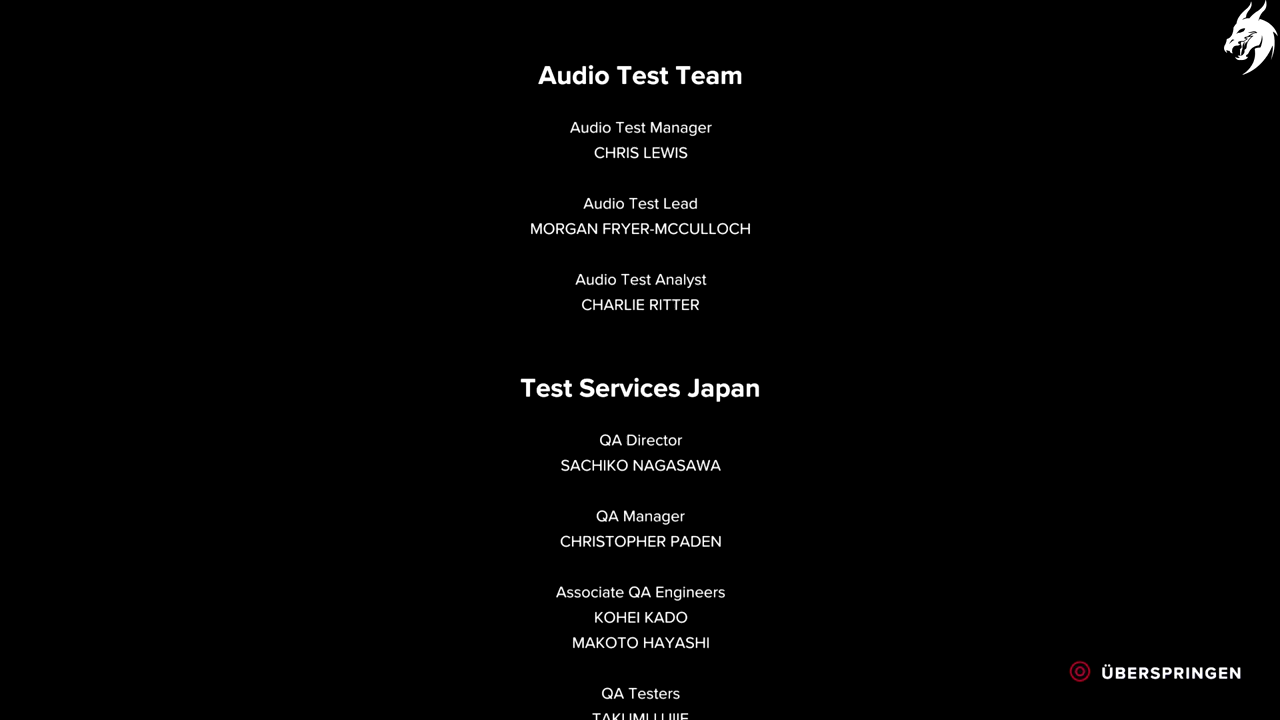 Audio Test Team
Audio Test Manager
CHRIS LEWIS
Audio Test Lead
MORGAN FRYER-MCCULLOCH
Audio Test Analyst
CHARLIE RITTER
Test Services Japan
QA Director
SACHIKO NAGASAWA
QA Manager
CHRISTOPHER PADEN
Associate QA Engineers
KOHEI KADO
MAKOTO HAYASHI
QA Testers
TAKUMI
ÜBERSPRINGEN